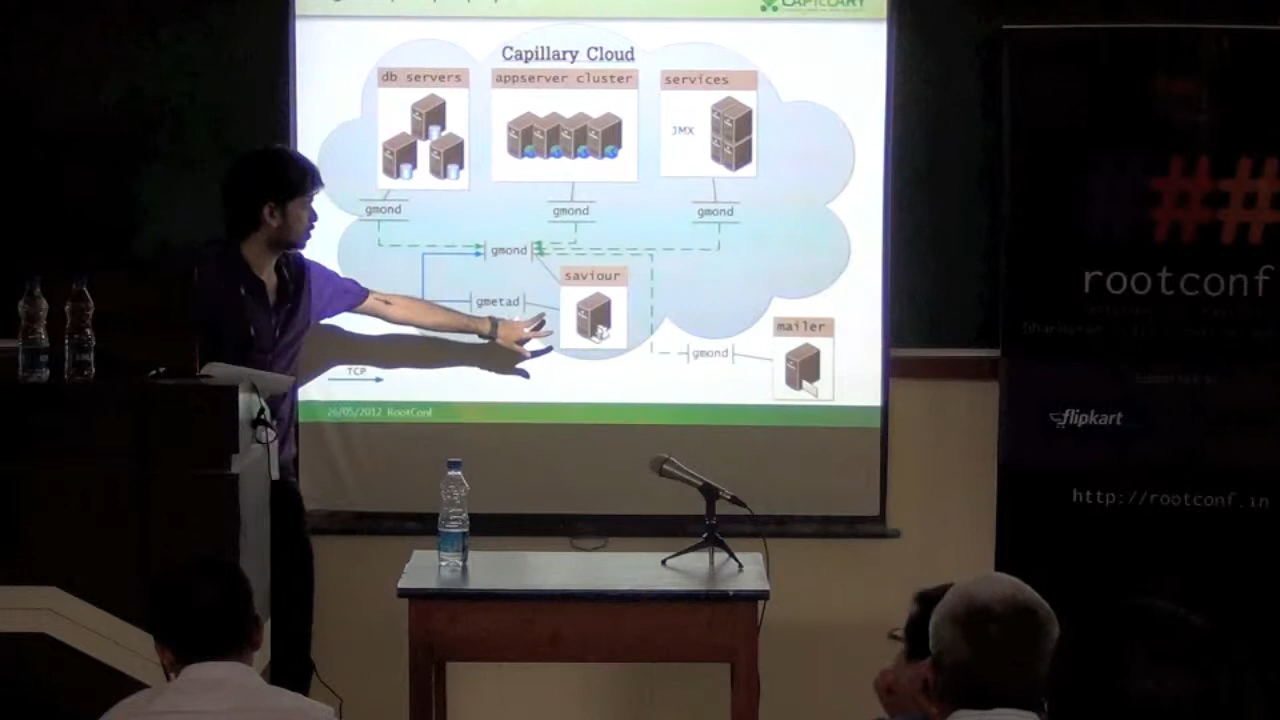 CAPILLARY
Capillary Cloud
db servers
appserver cluster
services
JMX
gmond
gmond
gmond
gmond
saviour
gmetad
mailer
gmond
TCP
26/05/2012 RootConf
###
rootconf
flipkart
http://rootconf.in